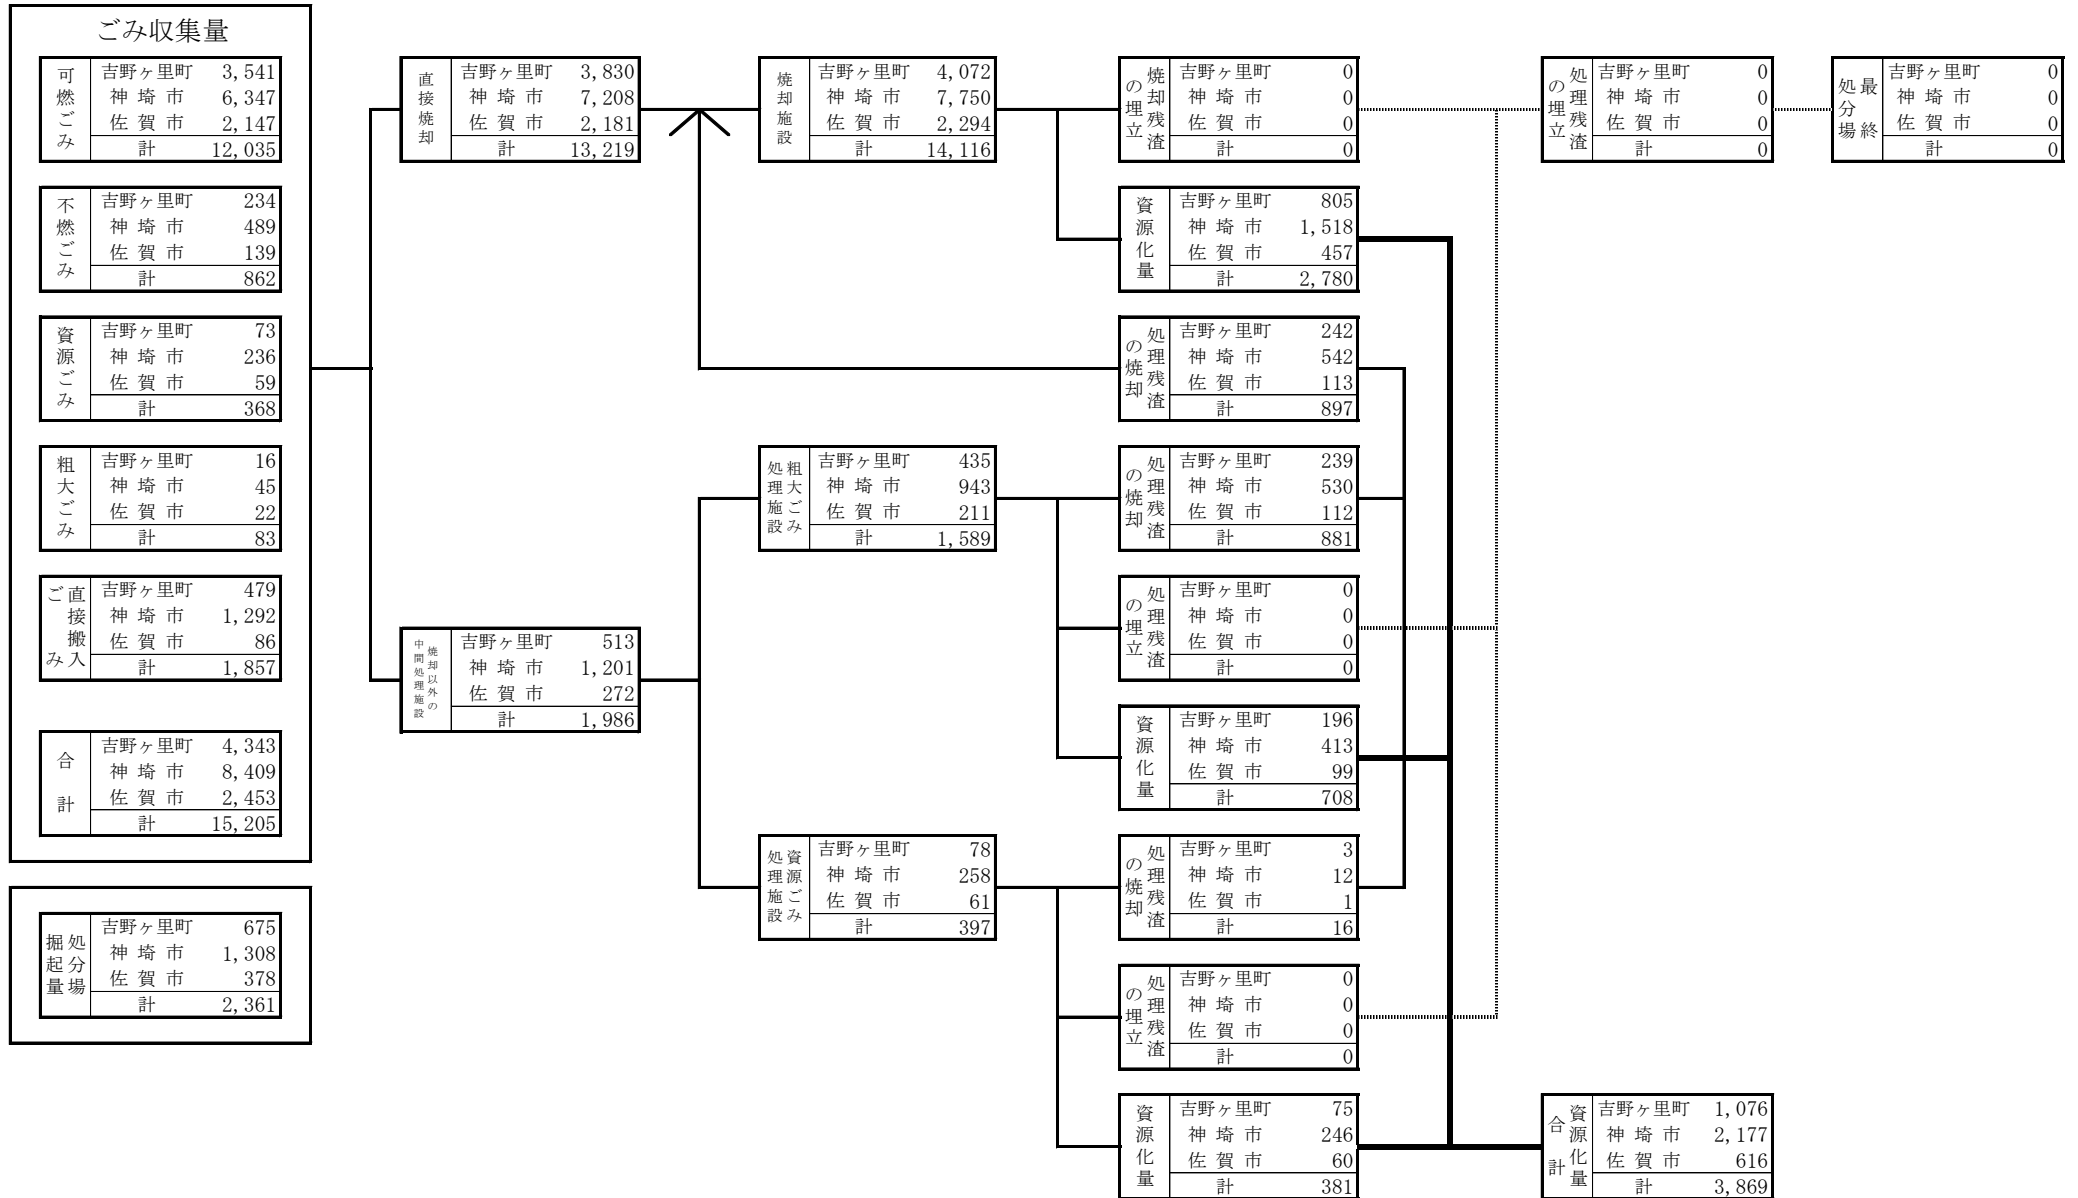 ごみ収集量
可燃ごみ
吉野ヶ里町 3,541
神埼市 6,347
佐賀市 2,147
計 12,035
不燃ごみ
吉野ヶ里町 234
神埼市 489
佐賀市 139
計 862
資源ごみ
吉野ヶ里町 73
神埼市 236
佐賀市 59
計 368
粗大ごみ
吉野ヶ里町 16
神埼市 45
佐賀市 22
計 83
直接搬入ごみ
吉野ヶ里町 479
神埼市 1,292
佐賀市 86
計 1,857
合計
吉野ヶ里町 4,343
神埼市 8,409
佐賀市 2,453
計 15,205
処分場掘起量
吉野ヶ里町 675
神埼市 1,308
佐賀市 378
計 2,361
直接焼却
吉野ヶ里町 3,830
神埼市 7,208
佐賀市 2,181
計 13,219
焼却以外の中間処理施設
吉野ヶ里町 513
神埼市 1,201
佐賀市 272
計 1,986
焼却施設
吉野ヶ里町 4,072
神埼市 7,750
佐賀市 2,294
計 14,116
粗大ごみ処理施設
吉野ヶ里町 435
神埼市 943
佐賀市 211
計 1,589
資源ごみ処理施設
吉野ヶ里町 78
神埼市 258
佐賀市 61
計 397
焼却残渣の埋立
吉野ヶ里町 0
神埼市 0
佐賀市 0
計 0
資源化量
吉野ヶ里町 805
神埼市 1,518
佐賀市 457
計 2,780
処理残渣の焼却
吉野ヶ里町 242
神埼市 542
佐賀市 113
計 897
処理残渣の焼却
吉野ヶ里町 239
神埼市 530
佐賀市 112
計 881
処理残渣の埋立
吉野ヶ里町 0
神埼市 0
佐賀市 0
計 0
資源化量
吉野ヶ里町 196
神埼市 413
佐賀市 99
計 708
処理残渣の焼却
吉野ヶ里町 3
神埼市 12
佐賀市 1
計 16
処理残渣の埋立
吉野ヶ里町 0
神埼市 0
佐賀市 0
計 0
資源化量
吉野ヶ里町 75
神埼市 246
佐賀市 60
計 381
処理残渣の埋立
吉野ヶ里町 0
神埼市 0
佐賀市 0
計 0
最終処分場
吉野ヶ里町 0
神埼市 0
佐賀市 0
計 0
資源化量合計
吉野ヶ里町 1,076
神埼市 2,177
佐賀市 616
計 3,869